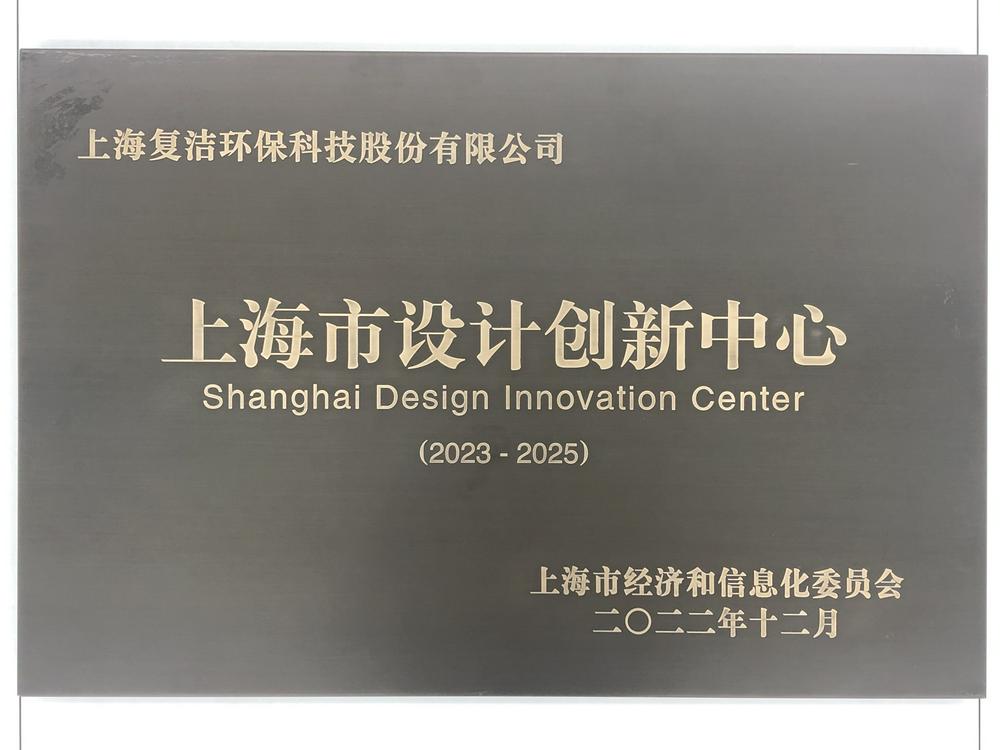 上海复洁环保科技股份有限公司
上海市设计创新中心
Shanghai Design Innovation Center
(2023 - 2025)
上海市经济和信息化委员会
二〇二二年十二月